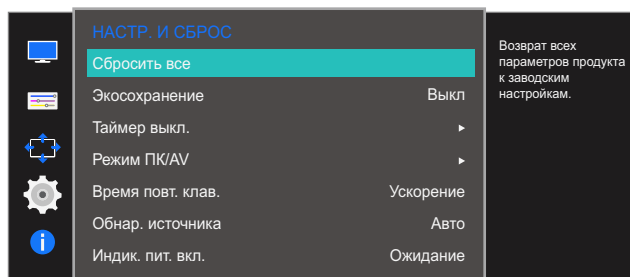 НАСТР. И СБРОС
Сбросить все
Экосохранение Выкл
Таймер выкл.
Режим ПК/AV
Время повт. клав. Ускорение
Обнар. источника Авто
Индик. пит. вкл. Ожидание
Возврат всех
параметров продукта
к заводским
настройкам.